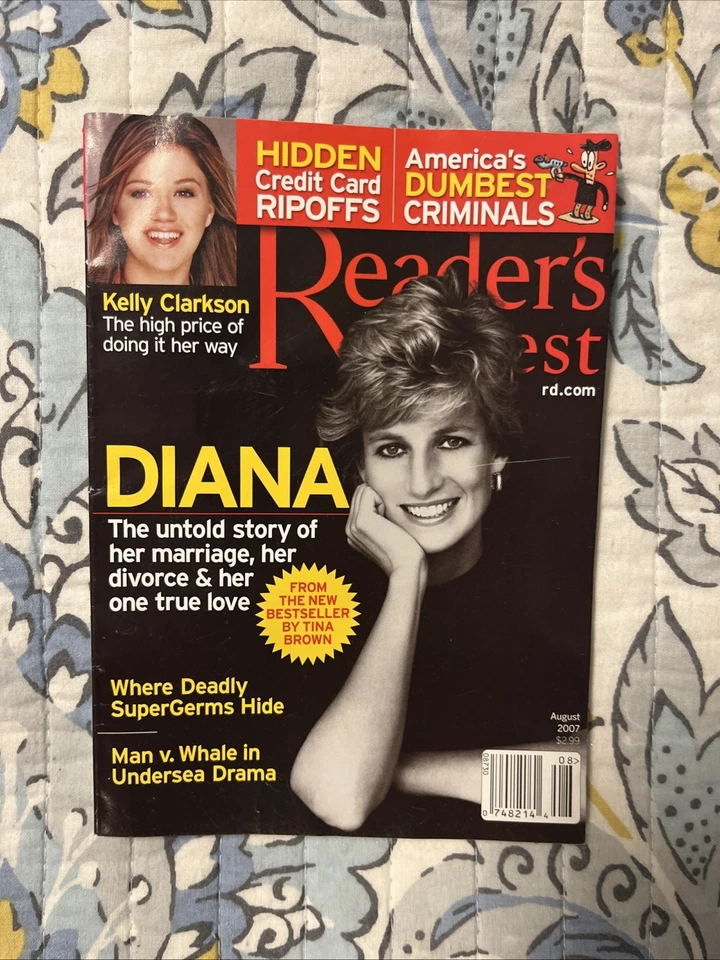 HIDDEN
Credit Card
RIPOFFS
America's
DUMBEST
CRIMINALS
Reader's
est
rd.com
Kelly Clarkson
The high price of
doing it her way
DIANA
The untold story of
her marriage, her
divorce & her
one true love
FROM
THE NEW
BESTSELLER
BY TINA
BROWN
Where Deadly
SuperGerms Hide
Man v. Whale in
Undersea Drama
August
2007
$2.99
08>
08730
0 748214 4